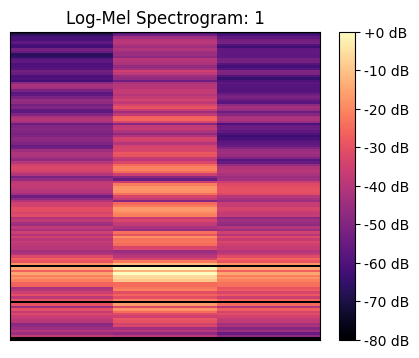 Log-Mel Spectrogram: 1
+0 dB
-10 dB
-20 dB
-30 dB
-40 dB
-50 dB
-60 dB
-70 dB
-80 dB